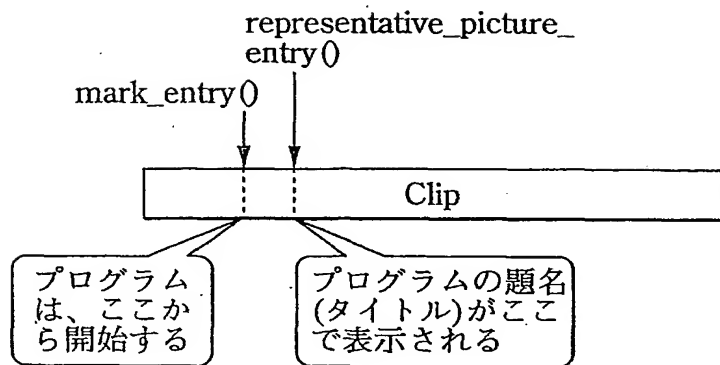 representative_picture_
entry()
mark_entry()
Clip
プログラム
は、ここか
ら開始する
プログラムの題名
(タイトル)がここ
で表示される